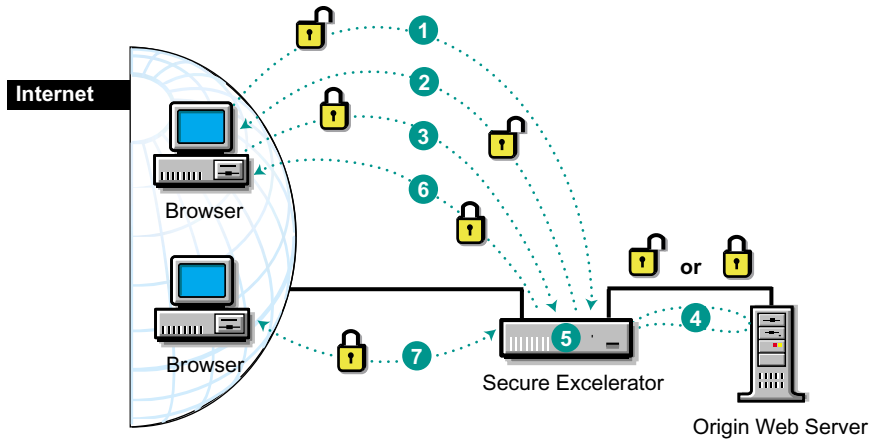 1
Internet
2
3
6
Browser
or
4
5
Browser
7
Secure Excelerator
Origin Web Server